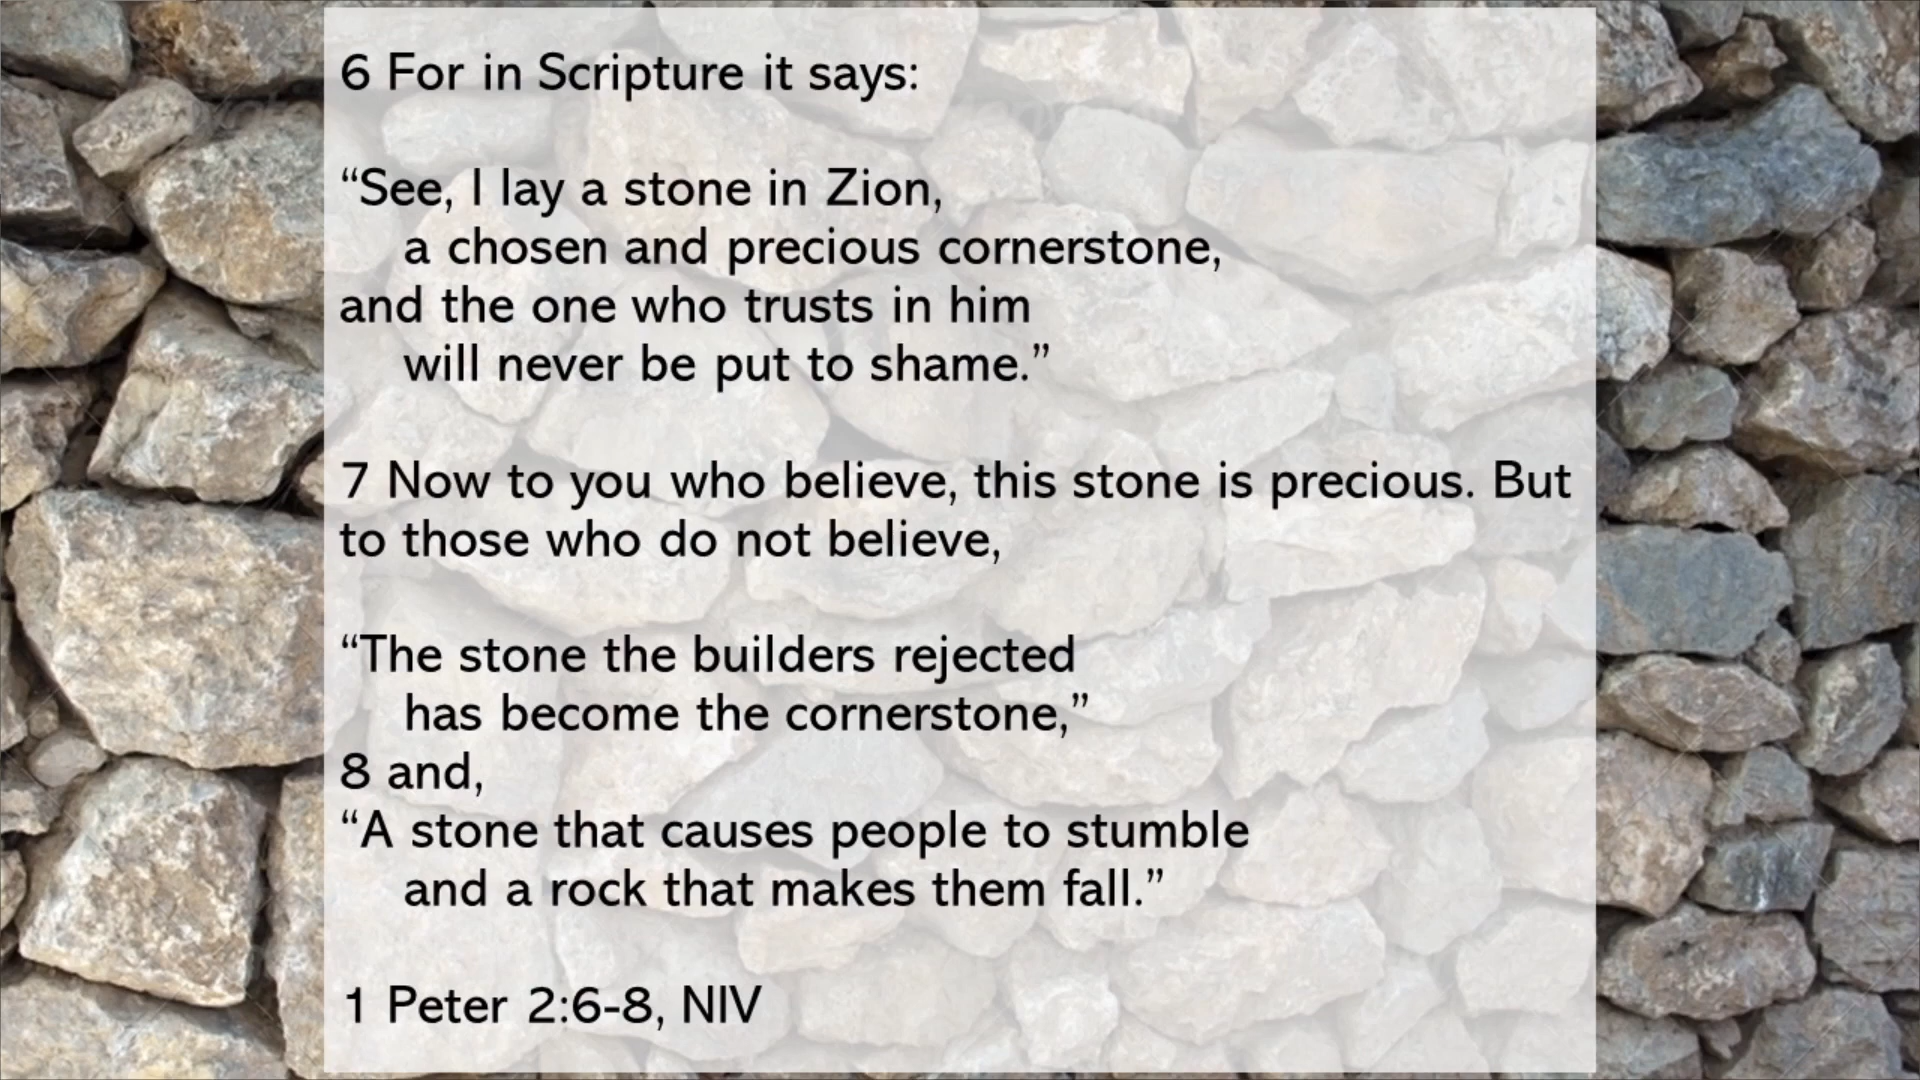 6 For in Scripture it says:
“See, I lay a stone in Zion,
a chosen and precious cornerstone,
and the one who trusts in him
will never be put to shame.”
7 Now to you who believe, this stone is precious. But
to those who do not believe,
“The stone the builders rejected
has become the cornerstone,”
8 and,
“A stone that causes people to stumble
and a rock that makes them fall.”
1 Peter 2:6-8, NIV